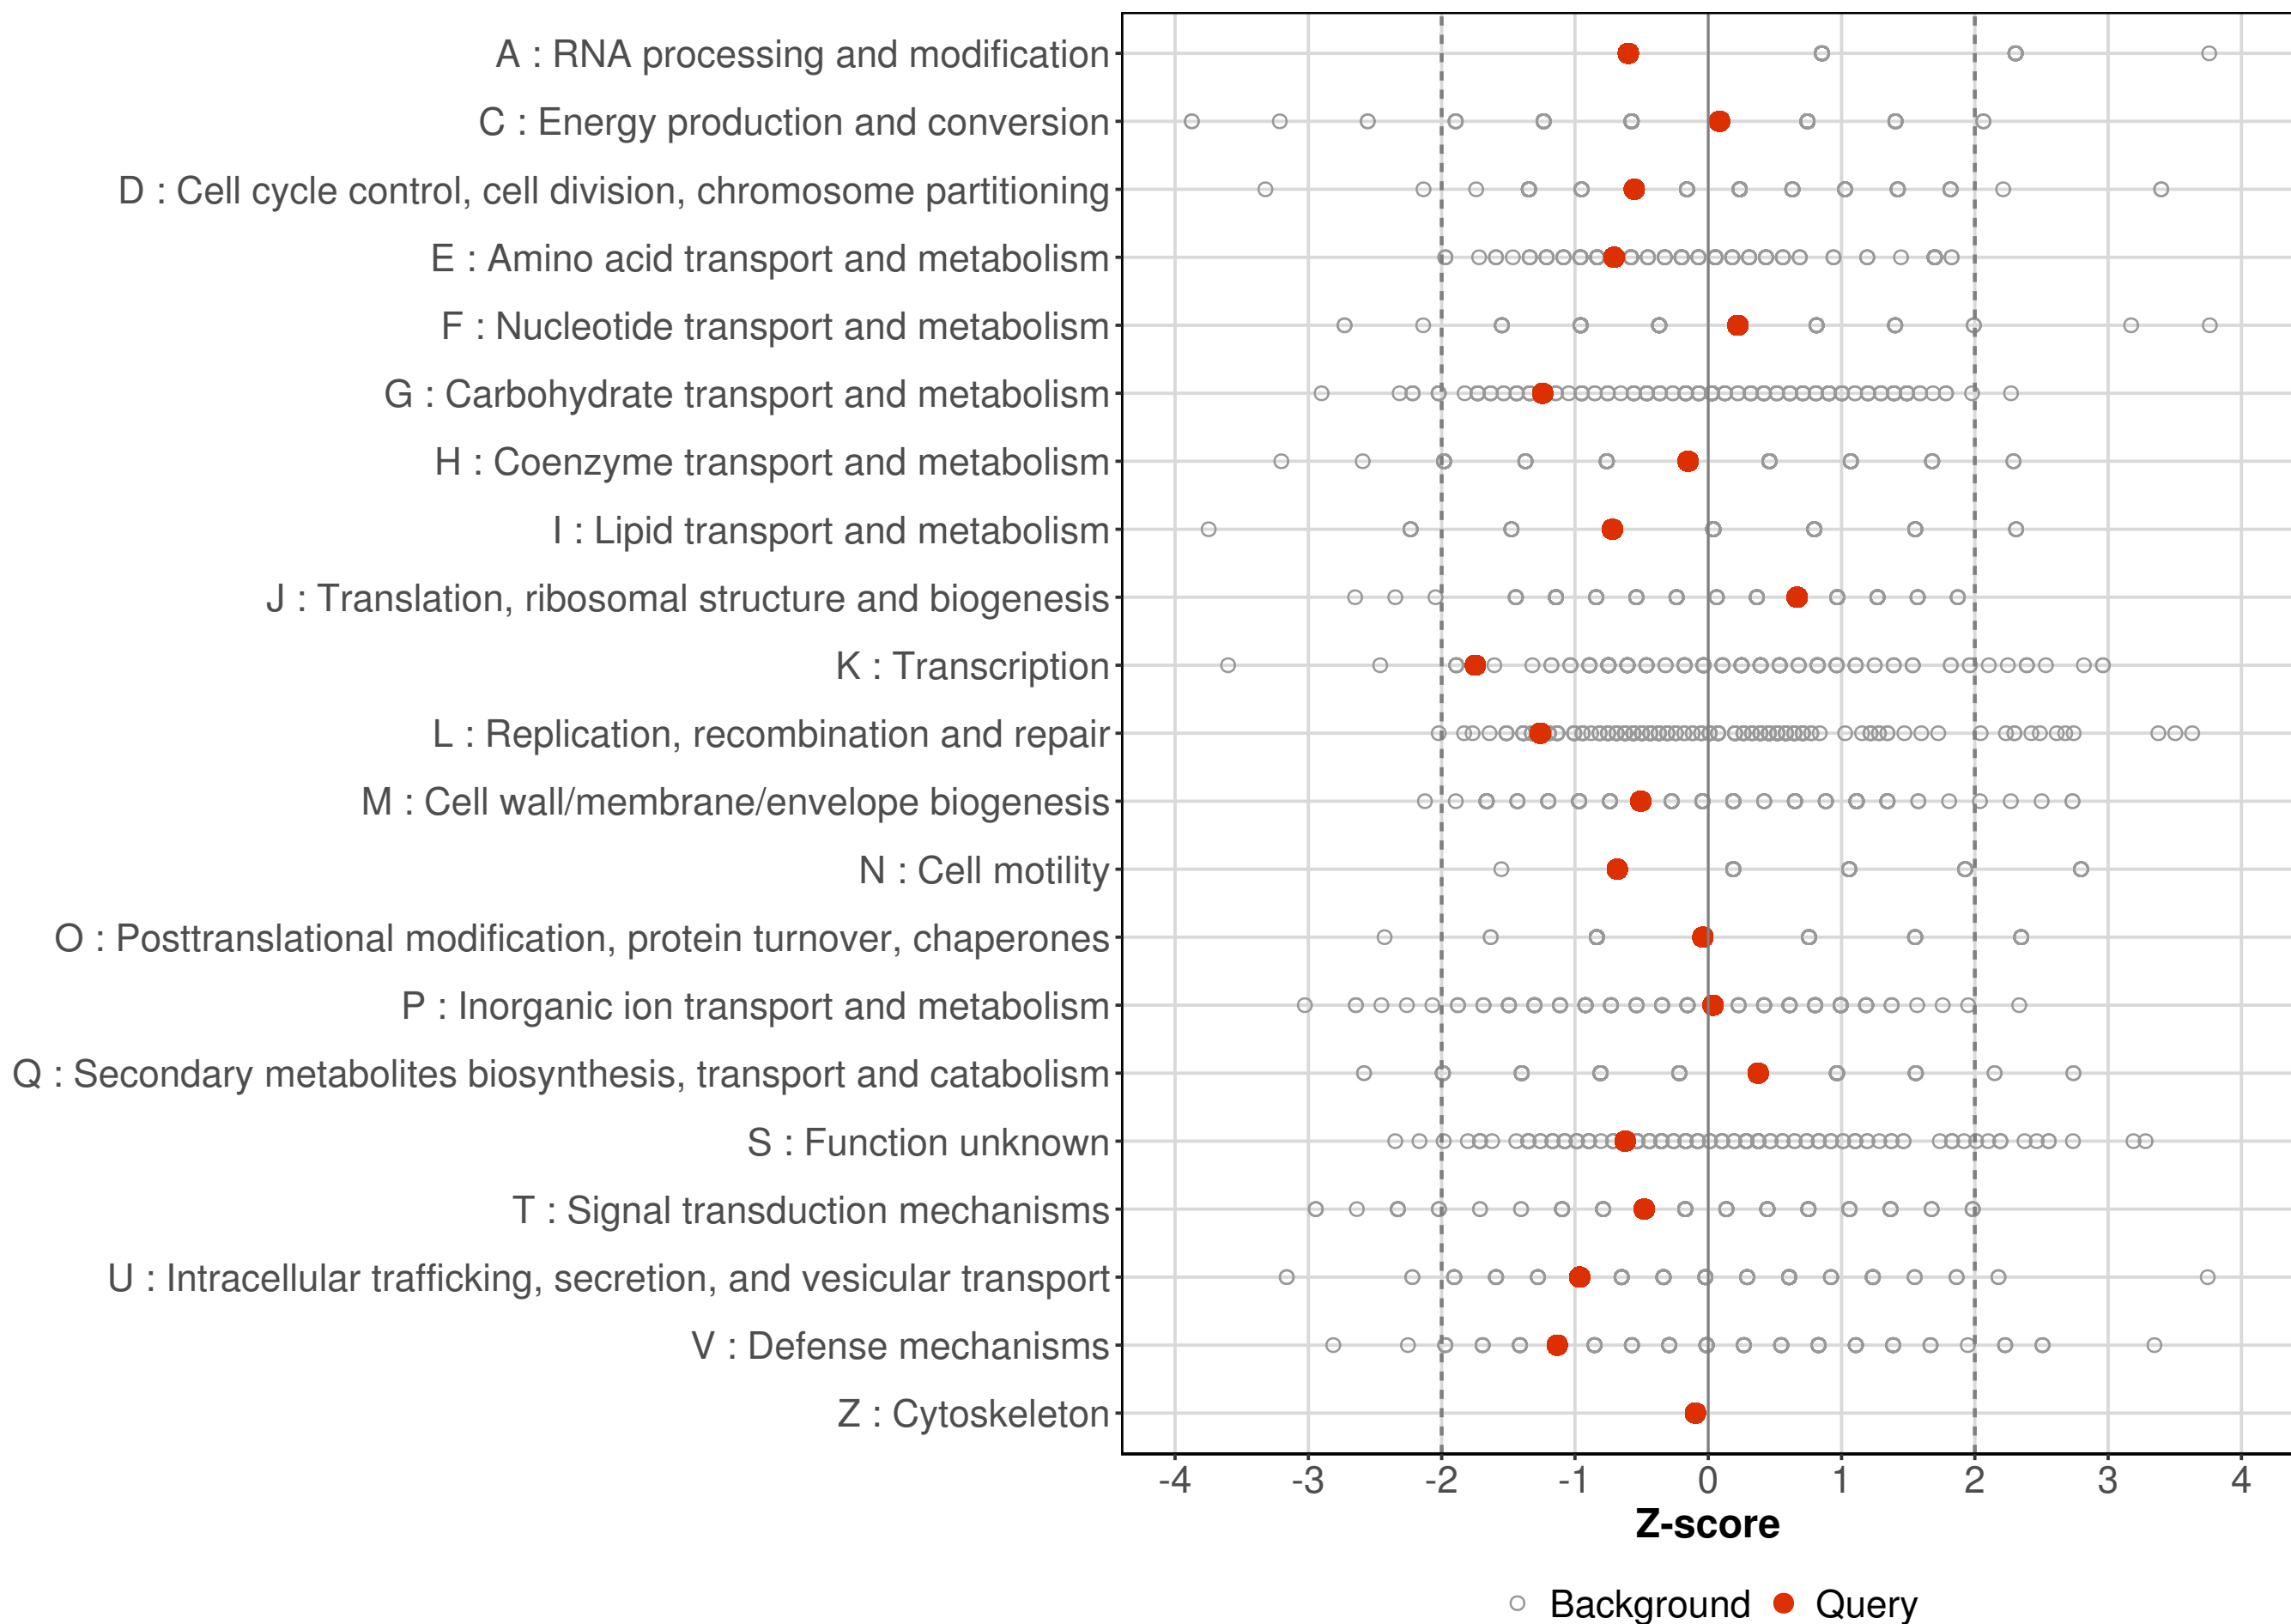 A : RNA processing and modification
C : Energy production and conversion
D : Cell cycle control, cell division, chromosome partitioning
E : Amino acid transport and metabolism
F : Nucleotide transport and metabolism
G : Carbohydrate transport and metabolism
H : Coenzyme transport and metabolism
I : Lipid transport and metabolism
J : Translation, ribosomal structure and biogenesis
K : Transcription
L : Replication, recombination and repair
M : Cell wall/membrane/envelope biogenesis
N : Cell motility
O : Posttranslational modification, protein turnover, chaperones
P : Inorganic ion transport and metabolism
Q : Secondary metabolites biosynthesis, transport and catabolism
S : Function unknown
T : Signal transduction mechanisms
U : Intracellular trafficking, secretion, and vesicular transport
V : Defense mechanisms
Z : Cytoskeleton
-4 -3 -2 -1 0 1 2 3 4
Z-score
Background Query